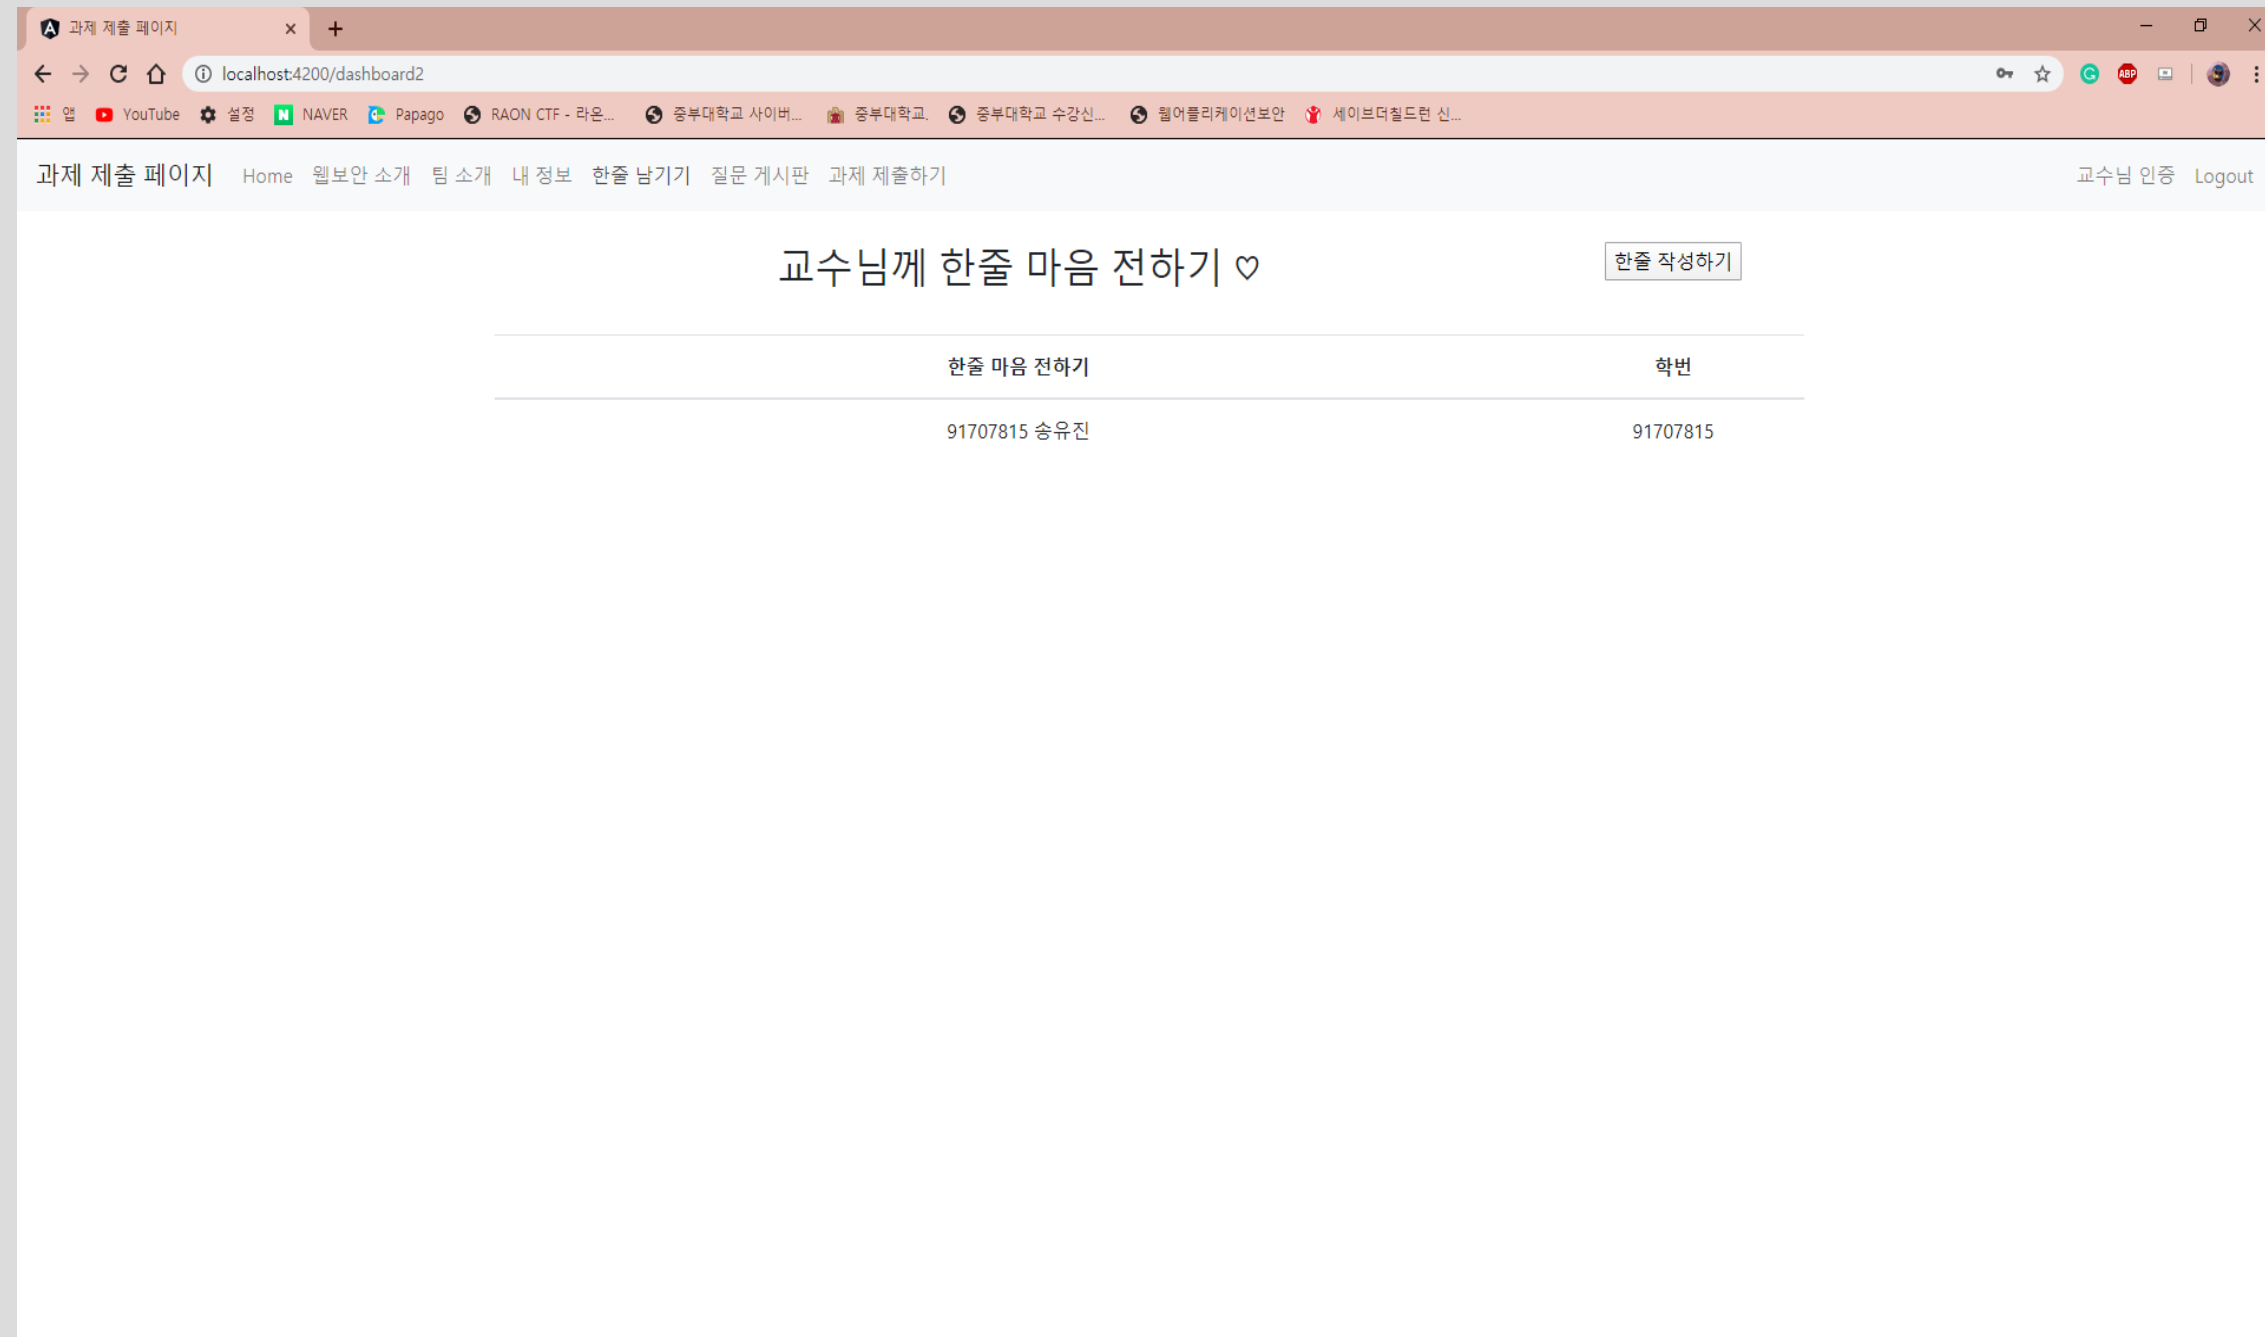 과제 제출 페이지
localhost:4200/dashboard2
앱 YouTube 설정 NAVER Papago RAON CTF - 라온... 중부대학교 사이버... 중부대학교. 중부대학교 수강신... 웹어플리케이션보안 세이브더칠드런 신...
과제 제출 페이지 Home 웹보안 소개 팀 소개 내 정보 한줄 남기기 질문 게시판 과제 제출하기 교수님 인증 Logout
교수님께 한줄 마음 전하기 ♡ 한줄 작성하기
한줄 마음 전하기 학번
91707815 송유진 91707815